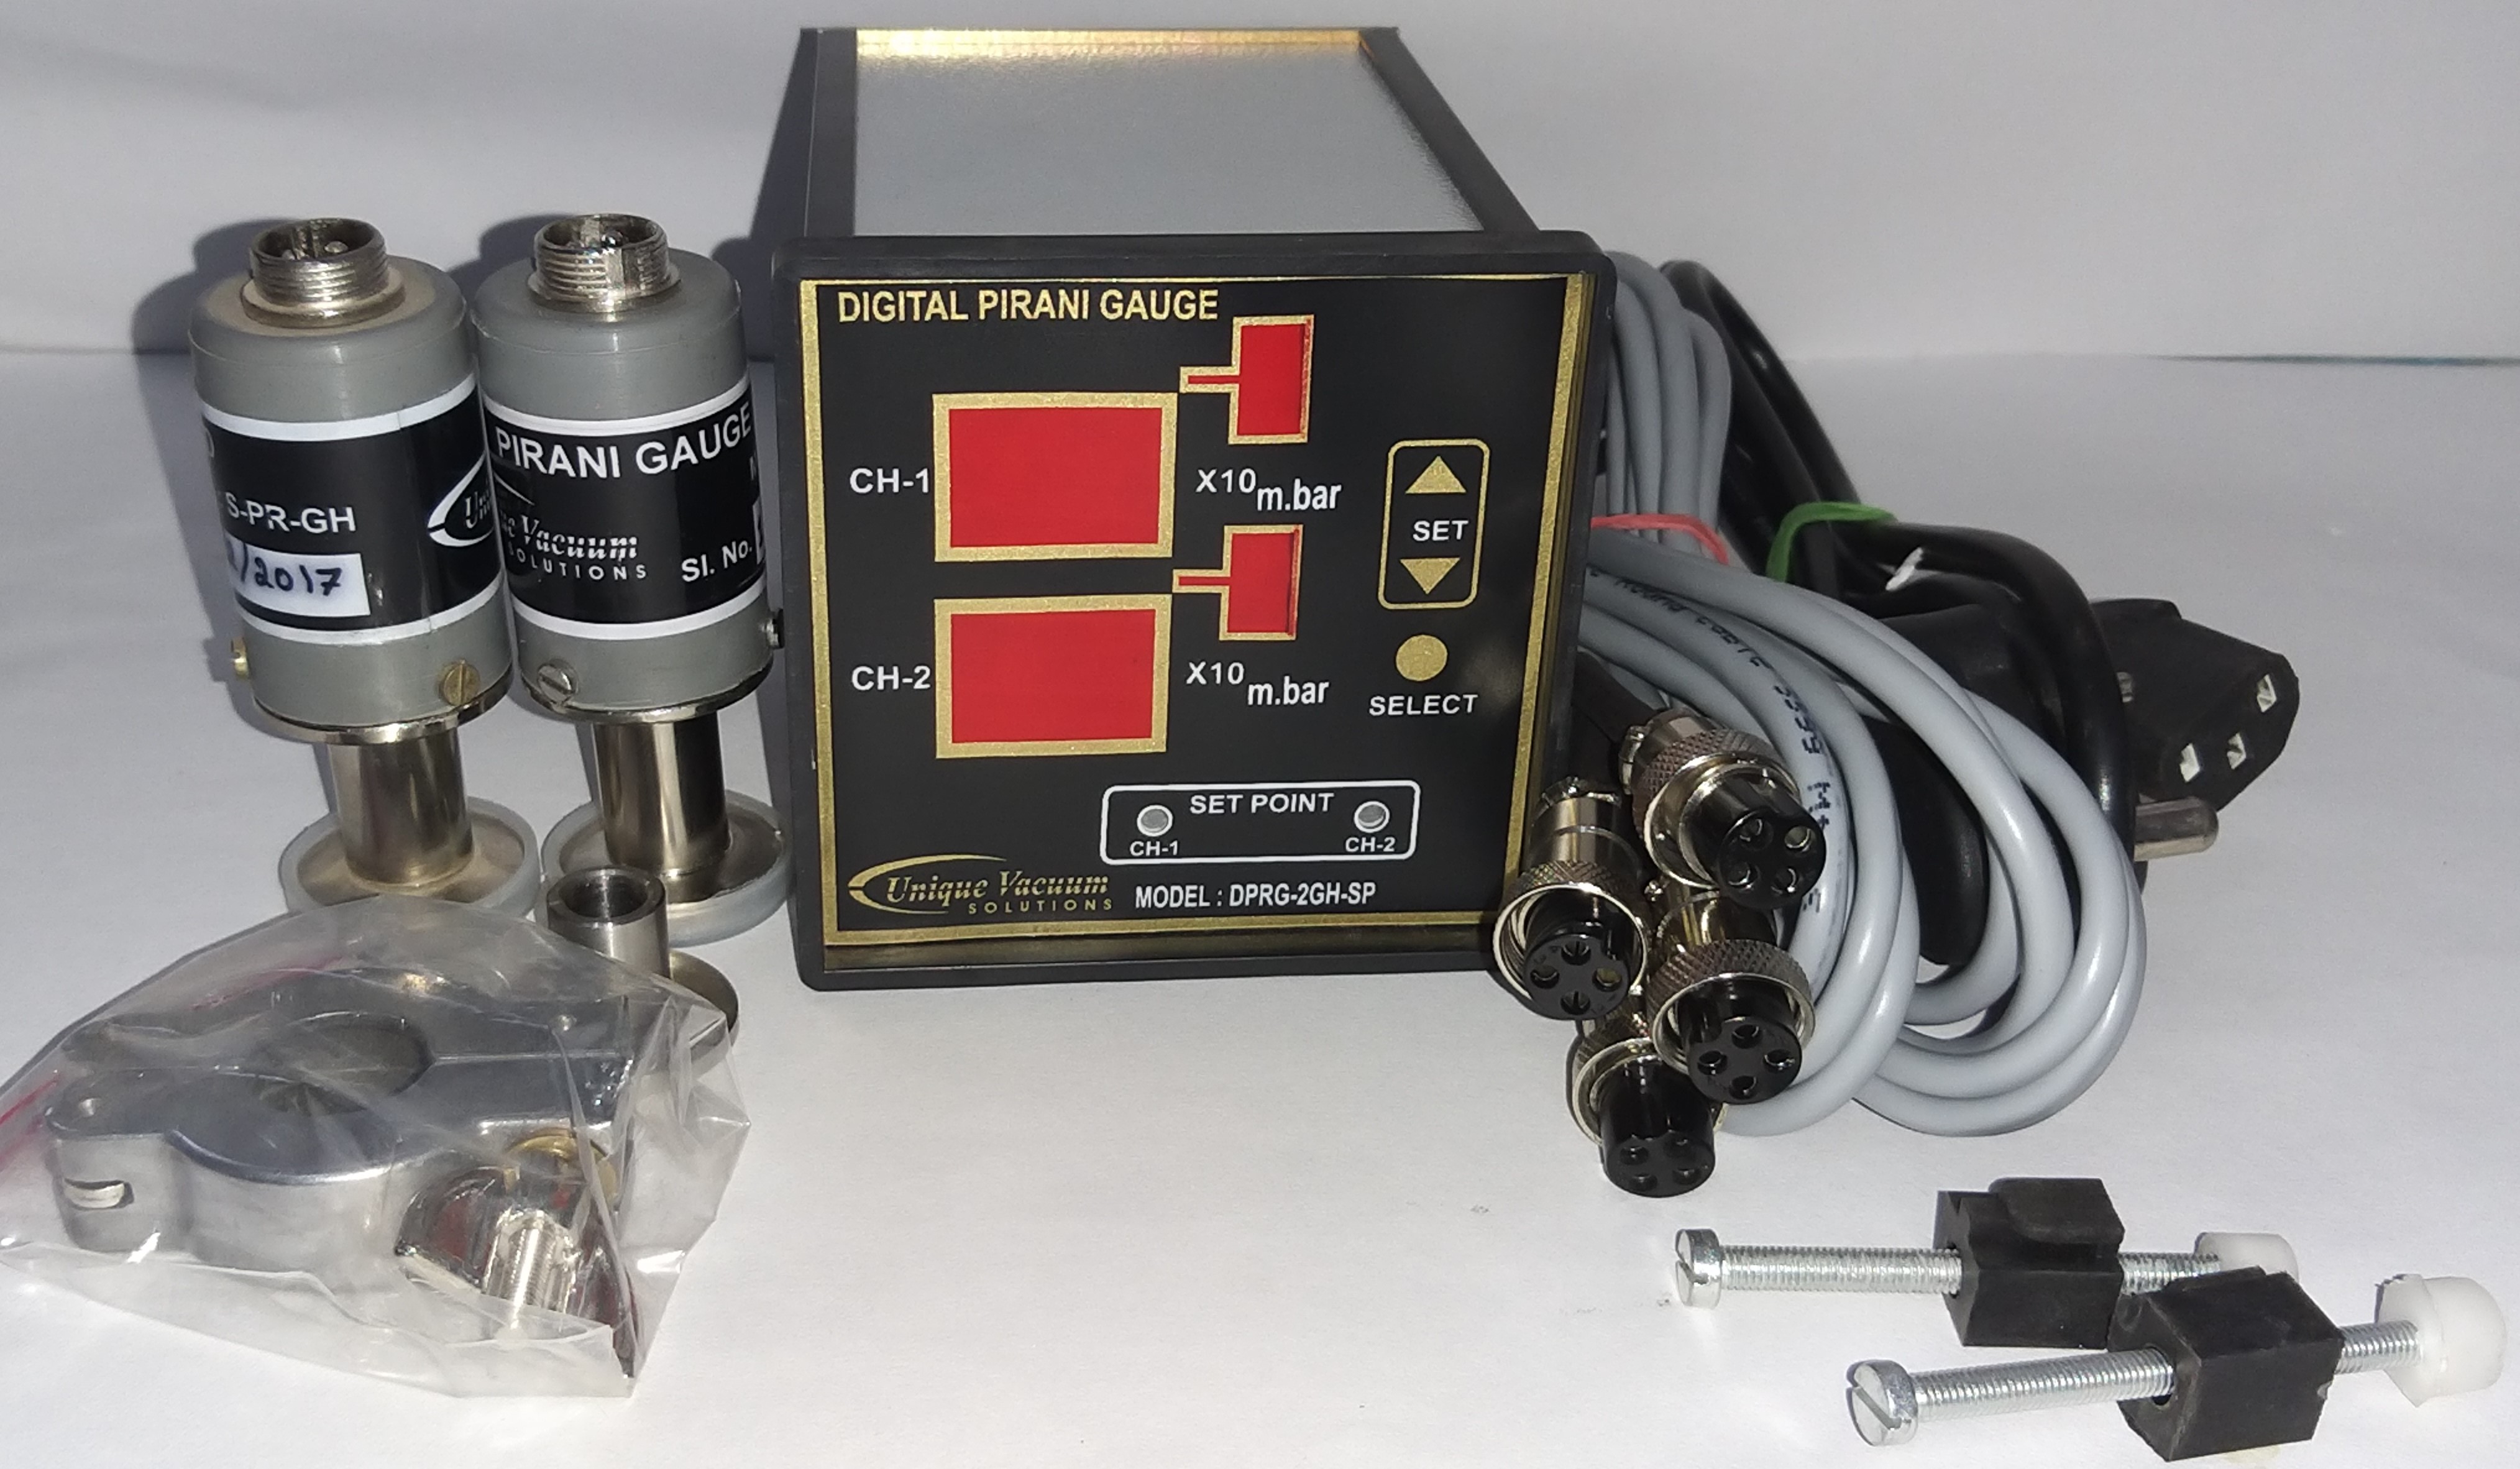 DIGITAL PIRANI GAUGE
CH-1
X10 m.bar
SET
CH-2
X10 m.bar
SELECT
SET POINT
CH-1
CH-2
Unique Vacuum
SOLUTIONS
MODEL : DPRG-2GH-SP
S-PR-GH
/2017
PIRANI GAUGE
Vacuum
SOLUTIONS
Sl. No.